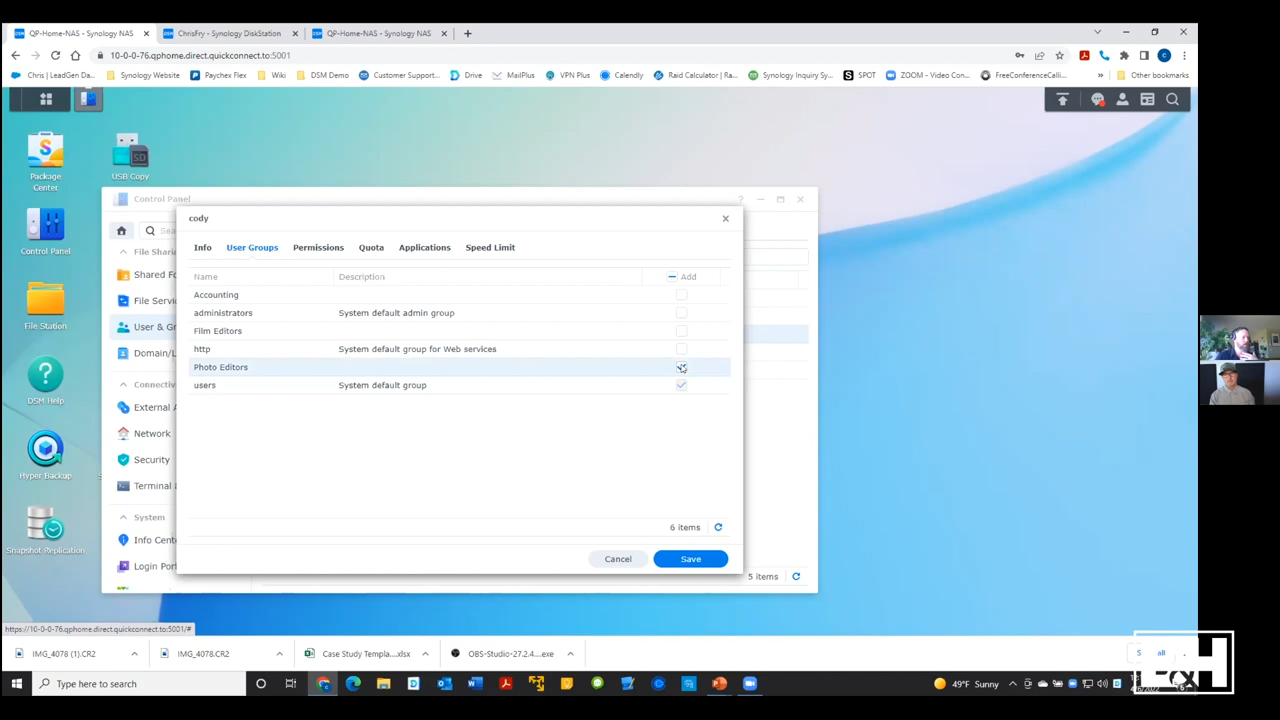 QP-Home-NAS - Synology NAS
ChrisFry - Synology DiskStation
QP-Home-NAS - Synology NAS
10-0-0-76.qphome.direct.quickconnect.to:5001
Chris | LeadGen Da...
Synology Website
Paychex Flex
Wiki
DSM Demo
Customer Support...
Drive
MailPlus
VPN Plus
Calendly
Raid Calculator | Ra...
Synology Inquiry Sy...
SPOT
ZOOM - Video Con...
FreeConferenceCalli...
»
Other bookmarks
Package
Center
USB Copy
Control Panel
File Station
DSM Help
Hyper Backup
Snapshot Replication
Control Panel
Sea
File Sharin
Shared Fo
File Servic
User & Gr
Domain/L
Connectiv
External A
Network
Security
Terminal &
System
Info Cent
Login Port
cody
Info
User Groups
Permissions
Quota
Applications
Speed Limit
Name
Description
Add
Accounting
administrators
System default admin group
Film Editors
http
System default group for Web services
Photo Editors
users
System default group
6 items
Cancel
Save
5 items
https://10-0-0-76.qphome.direct.quickconnect.to:5001/#
IMG_4078 (1).CR2
IMG_4078.CR2
Case Study Templa....xlsx
OBS-Studio-27.2.4....exe
Type here to search
49°F Sunny